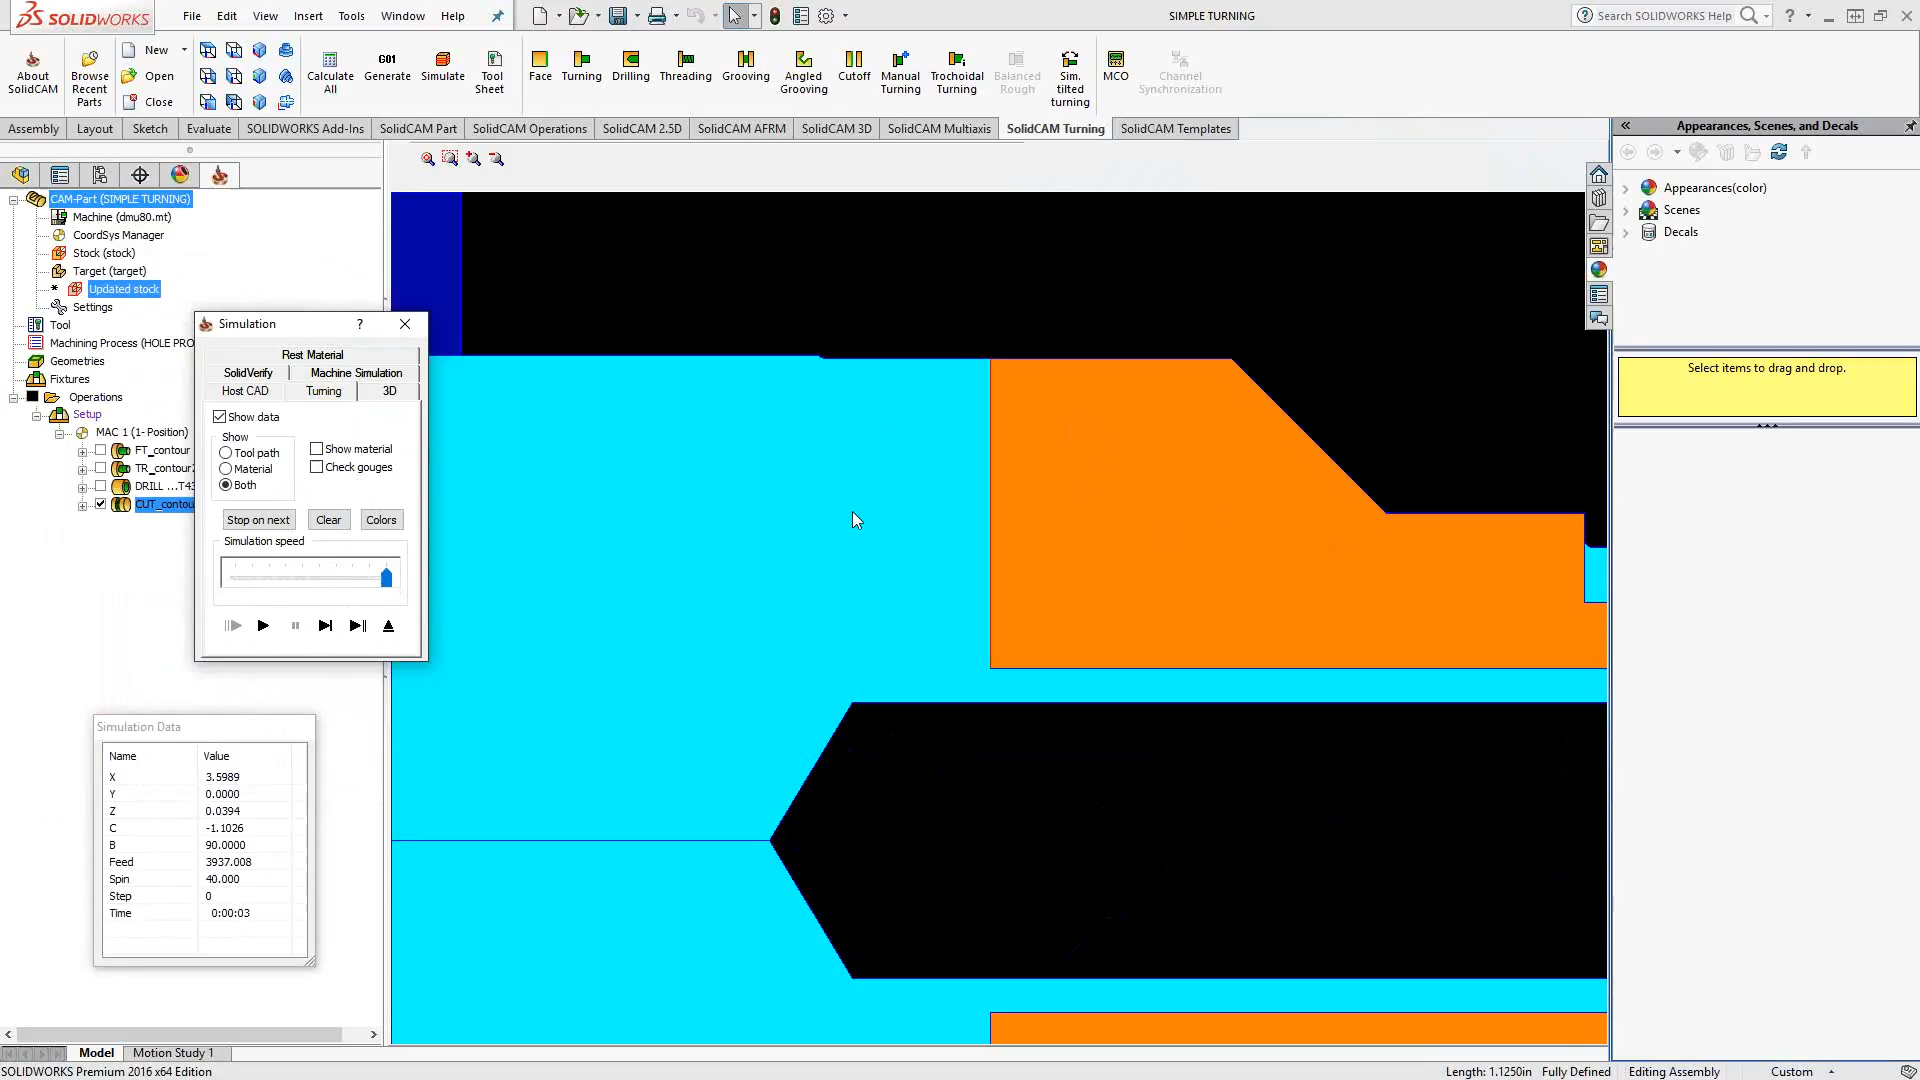 SOLIDWORKS
File Edit View Insert Tools Window Help
SIMPLE TURNING
Search SOLIDWORKS Help
About SolidCAM
Browse Recent Parts
New
Open
Close
Calculate All
Generate
G01
Simulate
Tool Sheet
Face
Turning
Drilling
Threading
Grooving
Angled Grooving
Cutoff
Manual Turning
Trochoidal Turning
Balanced Rough
Sim. tilted turning
MCO
Channel Synchronization
Assembly Layout Sketch Evaluate SOLIDWORKS Add-Ins SolidCAM Part SolidCAM Operations SolidCAM 2.5D SolidCAM AFRM SolidCAM 3D SolidCAM Multiaxis SolidCAM Turning SolidCAM Templates
Appearances, Scenes, and Decals
Appearances(color)
Scenes
Decals
Select items to drag and drop.
CAM-Part (SIMPLE TURNING)
Machine (dmu80.mt)
CoordSys Manager
Stock (stock)
Target (target)
* Updated stock
Settings
Tool
Machining Process (HOLE PRO
Geometries
Fixtures
Operations
Setup
MAC 1 (1- Position)
FT_contour
TR_contour2
DRILL ...T43
CUT_contou
Simulation ?
Rest Material
SolidVerify Machine Simulation
Host CAD Turning 3D
Show data
Show
Tool path
Material
Both
Show material
Check gouges
Stop on next Clear Colors
Simulation speed
Simulation Data
Name Value
X 3.5989
Y 0.0000
Z 0.0394
C -1.1026
B 90.0000
Feed 3937.008
Spin 40.000
Step 0
Time 0:00:03
Model Motion Study 1
SOLIDWORKS Premium 2016 x64 Edition
Length: 1.1250in Fully Defined Editing Assembly Custom